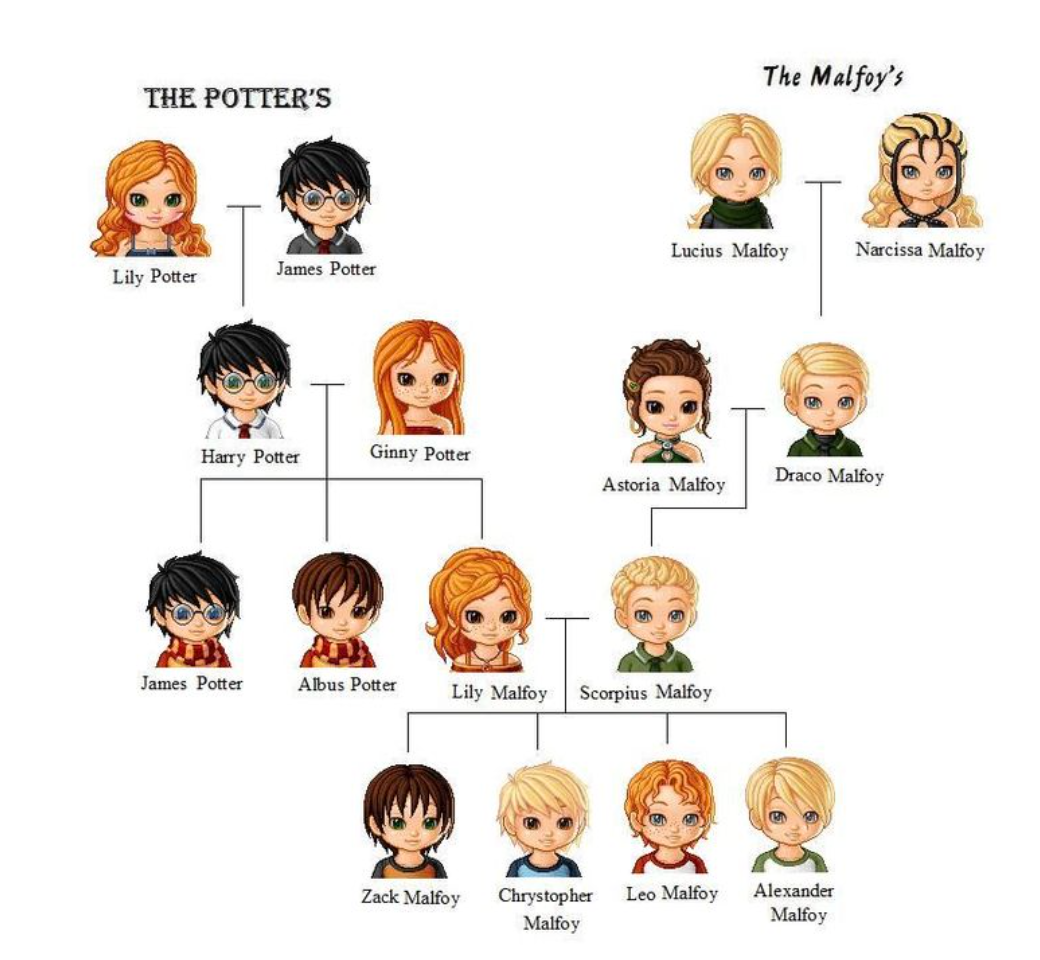 THE POTTER'S
The Malfoy's
Lily Potter
James Potter
Lucius Malfoy
Narcissa Malfoy
Harry Potter
Ginny Potter
Astoria Malfoy
Draco Malfoy
James Potter
Albus Potter
Lily Malfoy
Scorpius Malfoy
Zack Malfoy
Chrystopher
Malfoy
Leo Malfoy
Alexander
Malfoy